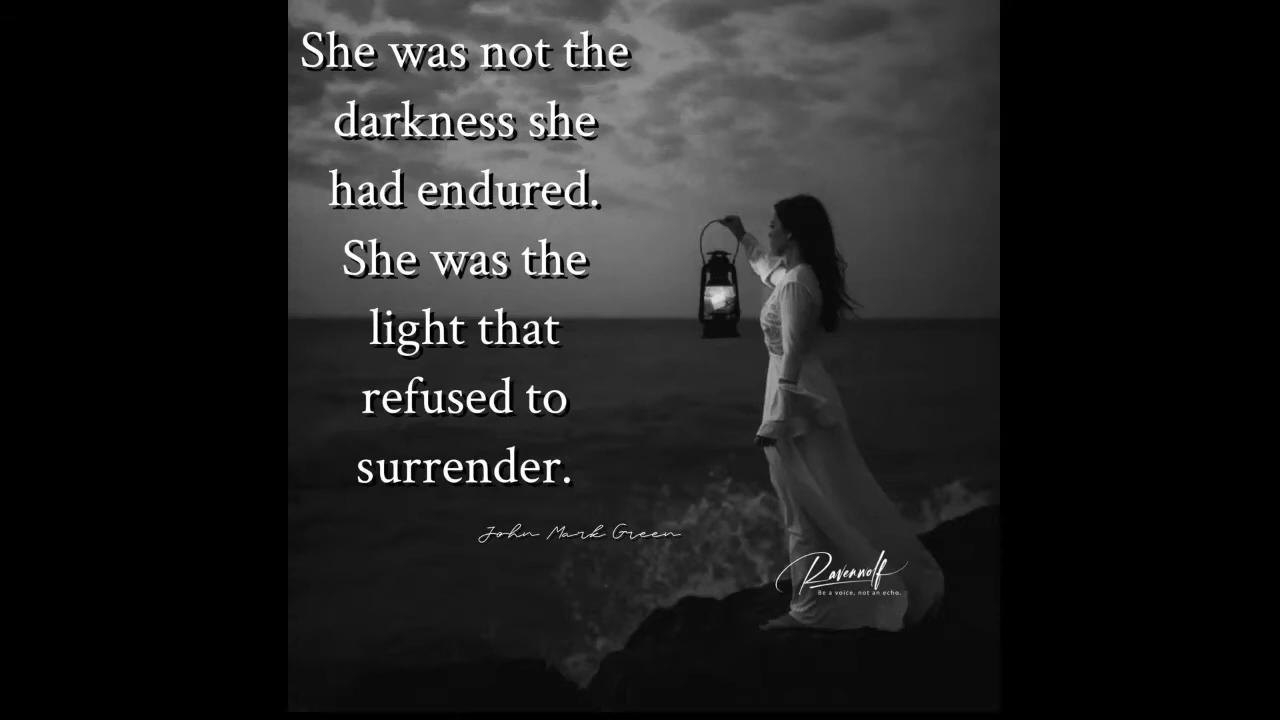 She was not the
darkness she
had endured.
She was the
light that
refused to
surrender.
John Mark Green
Ravenwolf
Be a voice, not an echo.